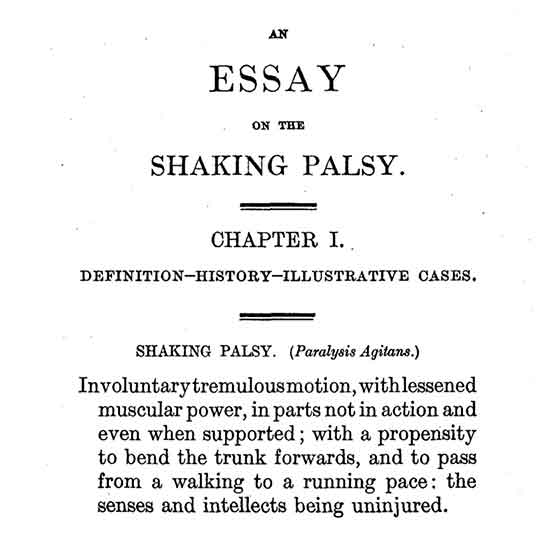 AN
ESSAY
ON THE
SHAKING PALSY.
CHAPTER I.
DEFINITION—HISTORY—ILLUSTRATIVE CASES.
SHAKING PALSY. (Paralysis Agitans.)
Involuntary tremulous motion, with lessened
muscular power, in parts not in action and
even when supported; with a propensity
to bend the trunk forwards, and to pass
from a walking to a running pace: the
senses and intellects being uninjured.